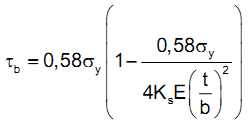 τb = 0,58σy ( 1 − 0,58σy / ( 4KsE ( t / b )² ) )